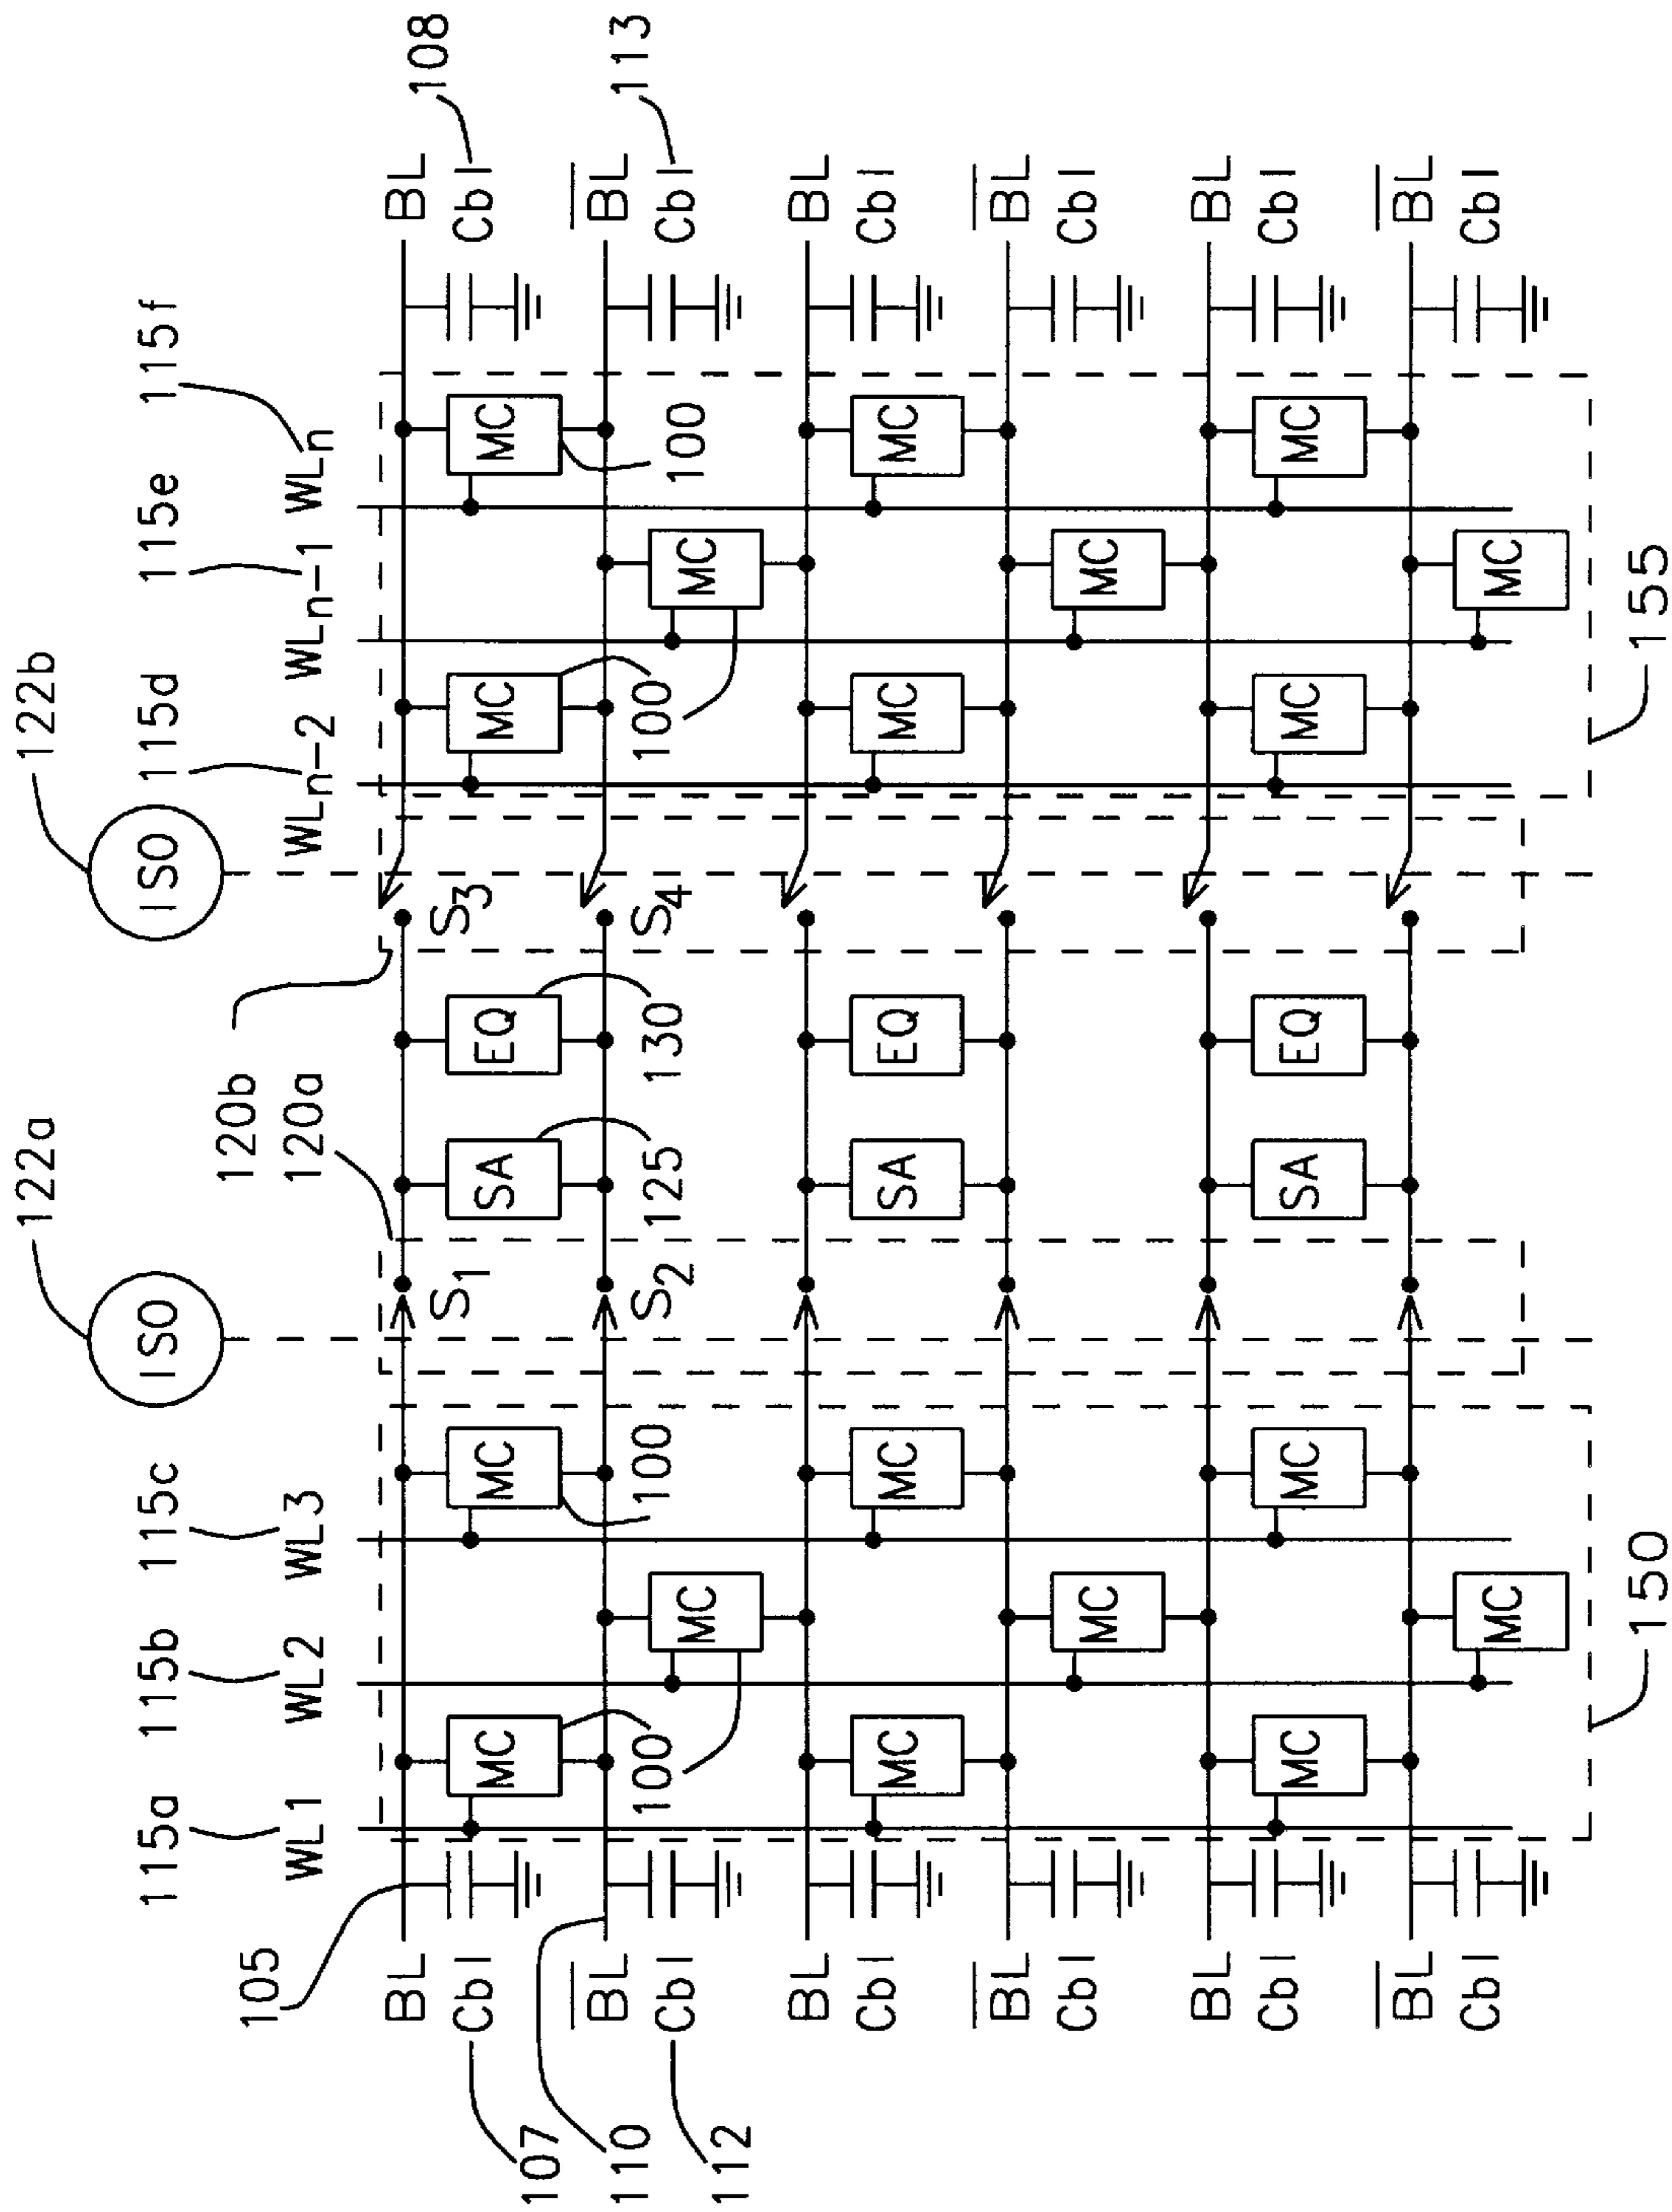 122a 122b
ISO ISO
120b
120a
115a 115b 115c 115d 115e 115f
WL1 WL2 WL3 WLn-2 WLn-1 WLn
105
BL S1 S3 BL
107 Cbl MC MC SA EQ MC MC Cbl 108
110
BL S2 S4 BL
100 100 125 130 100 100
112 Cbl MC MC Cbl 113
BL BL
Cbl MC MC SA EQ MC MC Cbl
BL BL
Cbl MC MC Cbl
BL BL
Cbl MC MC SA EQ MC MC Cbl
BL BL
Cbl MC MC Cbl
150 155